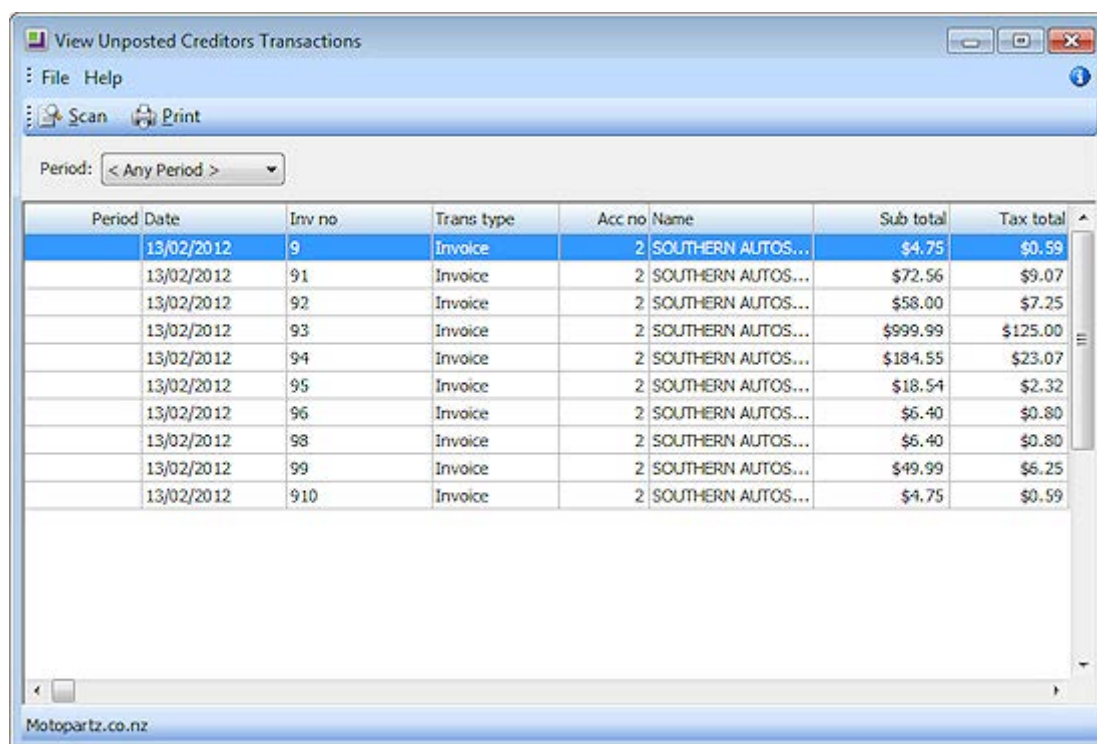 View Unposted Creditors Transactions
File Help
Scan Print
Period: < Any Period >
Period Date Inv no Trans type Acc no Name Sub total Tax total
13/02/2012 9 Invoice 2 SOUTHERN AUTOS... $4.75 $0.59
13/02/2012 91 Invoice 2 SOUTHERN AUTOS... $72.56 $9.07
13/02/2012 92 Invoice 2 SOUTHERN AUTOS... $58.00 $7.25
13/02/2012 93 Invoice 2 SOUTHERN AUTOS... $999.99 $125.00
13/02/2012 94 Invoice 2 SOUTHERN AUTOS... $184.55 $23.07
13/02/2012 95 Invoice 2 SOUTHERN AUTOS... $18.54 $2.32
13/02/2012 96 Invoice 2 SOUTHERN AUTOS... $6.40 $0.80
13/02/2012 98 Invoice 2 SOUTHERN AUTOS... $6.40 $0.80
13/02/2012 99 Invoice 2 SOUTHERN AUTOS... $49.99 $6.25
13/02/2012 910 Invoice 2 SOUTHERN AUTOS... $4.75 $0.59
Motopartz.co.nz